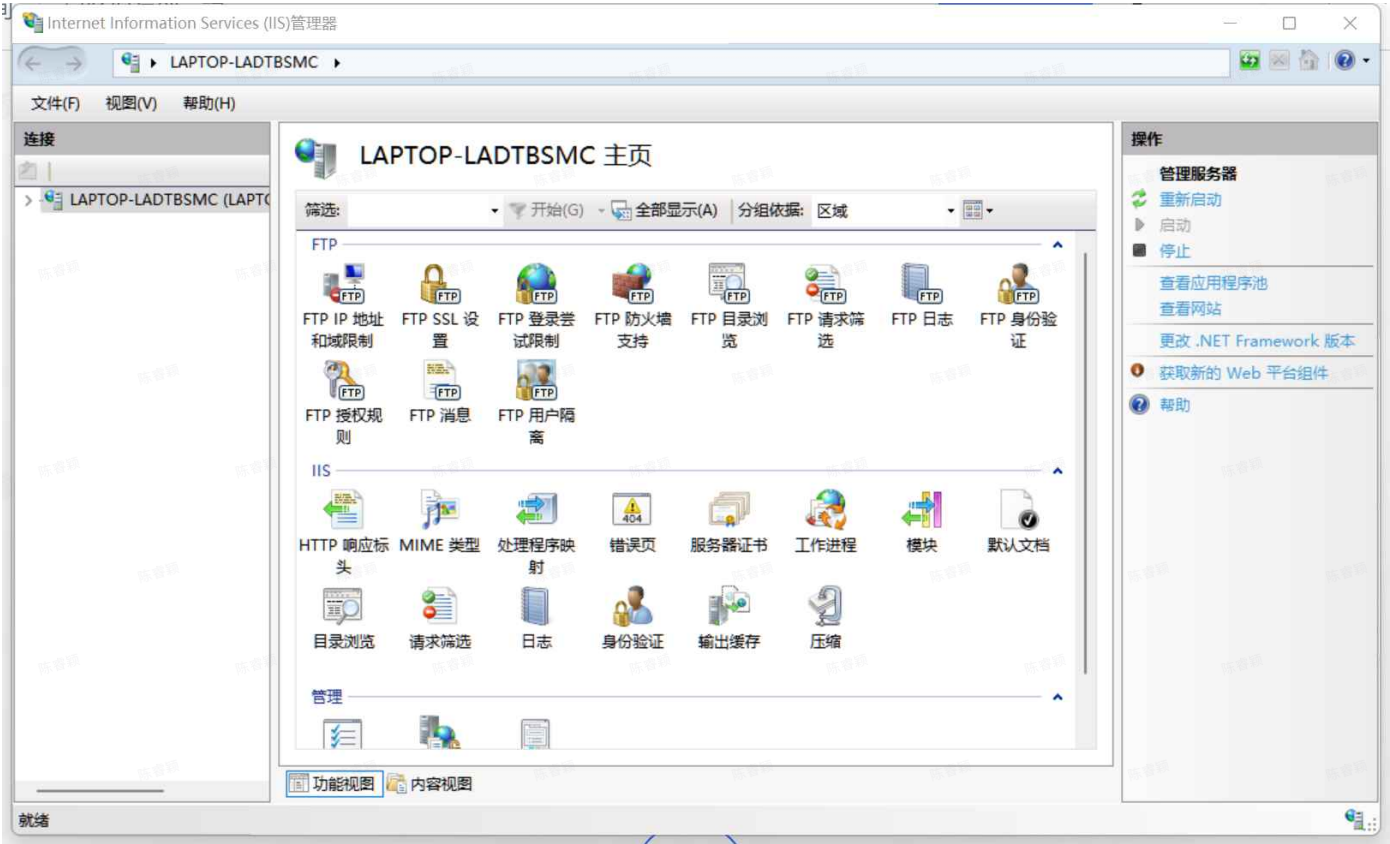 Internet Information Services (IIS)管理器
LAPTOP-LADTBSMC
文件(F) 视图(V) 帮助(H)
连接
LAPTOP-LADTBSMC (LAPTO
LAPTOP-LADTBSMC 主页
筛选: 开始(G) 全部显示(A) 分组依据: 区域
FTP
FTP IP 地址 FTP SSL 设 FTP 登录尝 FTP 防火墙 FTP 目录浏 FTP 请求筛 FTP 日志 FTP 身份验
和域限制 置 试限制 支持 览 选 证
FTP 授权规 FTP 消息 FTP 用户隔
则 离
IIS
HTTP 响应标 MIME 类型 处理程序映 错误页 服务器证书 工作进程 模块 默认文档
头 射
目录浏览 请求筛选 日志 身份验证 输出缓存 压缩
管理
功能视图 内容视图
操作
管理服务器
重新启动
启动
停止
查看应用程序池
查看网站
更改 .NET Framework 版本
获取新的 Web 平台组件
帮助
就绪
陈睿颖